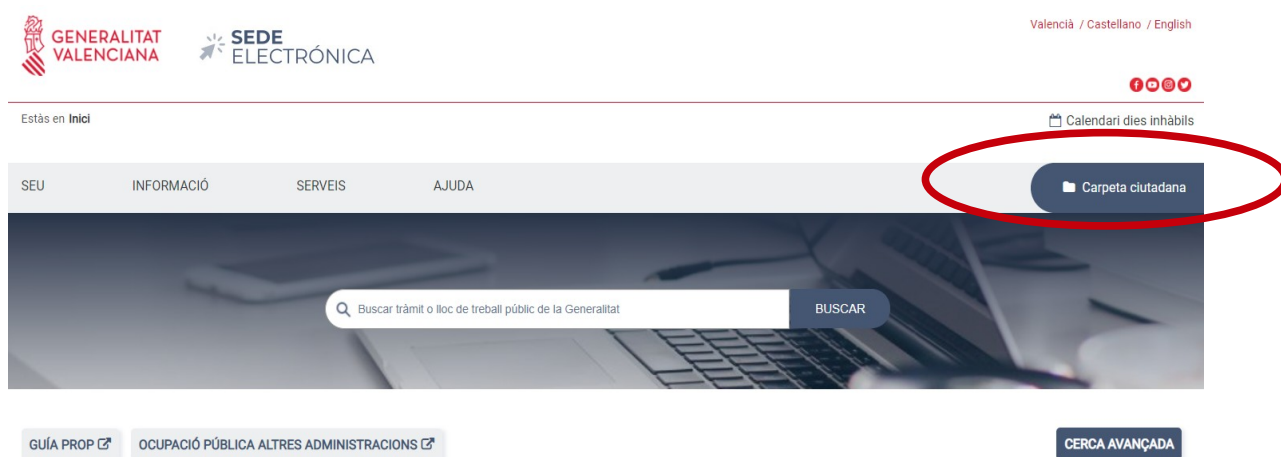 GENERALITAT
VALENCIANA
SEDE
ELECTRÓNICA
Valencià / Castellano / English
Estàs en Inici
Calendari dies inhàbils
SEU INFORMACIÓ SERVEIS AJUDA Carpeta ciutadana
Buscar tràmit o lloc de treball públic de la Generalitat BUSCAR
GUÍA PROP OCUPACIÓ PÚBLICA ALTRES ADMINISTRACIONS CERCA AVANÇADA